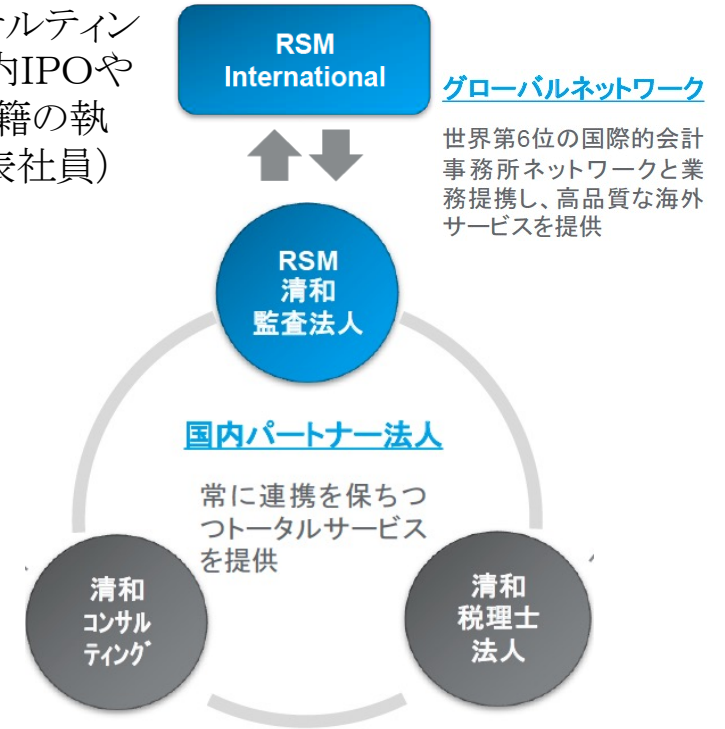 ナルティン
内IPOや
籍の執
表社員）
RSM
International
グローバルネットワーク
世界第6位の国際的会計
事務所ネットワークと業
務提携し、高品質な海外
サービスを提供
RSM
清和
監査法人
国内パートナー法人
常に連携を保ちつ
つトータルサービス
を提供
清和
コンサル
ティング
清和
税理士
法人